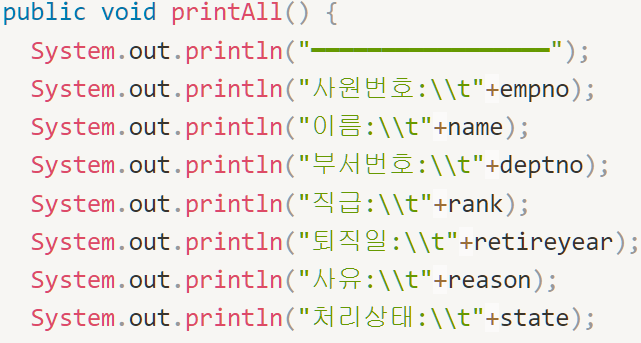 public void printAll() {
System.out.println("━━━━━━━━━━━━━━━━━");
System.out.println("사원번호:\\t"+empno);
System.out.println("이름:\\t"+name);
System.out.println("부서번호:\\t"+deptno);
System.out.println("직급:\\t"+rank);
System.out.println("퇴직일:\\t"+retireyear);
System.out.println("사유:\\t"+reason);
System.out.println("처리상태:\\t"+state);